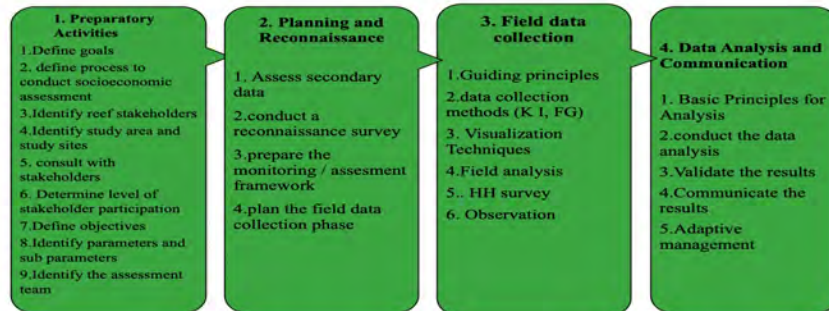 1. Preparatory
Activities
1.Define goals
2. define process to
conduct socioeconomic
assessment
3.Identify reef stakeholders
4.Identify study area and
study sites
5. consult with
stakeholders
6. Determine level of
stakeholder participation
7.Define objectives
8.Identify parameters and
sub parameters
9.Identify the assessment
team
2. Planning and
Reconnaissance
1. Assess secondary
data
2.conduct a
reconnaissance survey
3.prepare the
monitoring / assesment
framework
4.plan the field data
collection phase
3. Field data
collection
1.Guiding principles
2.data collection
methods (K I, FG)
3. Visualization
Techniques
4.Field analysis
5.. HH survey
6. Observation
4. Data Analysis and
Communication
1. Basic Principles for
Analysis
2.conduct the data
analysis
3.Validate the results
4.Communicate the
results
5.Adaptive
management